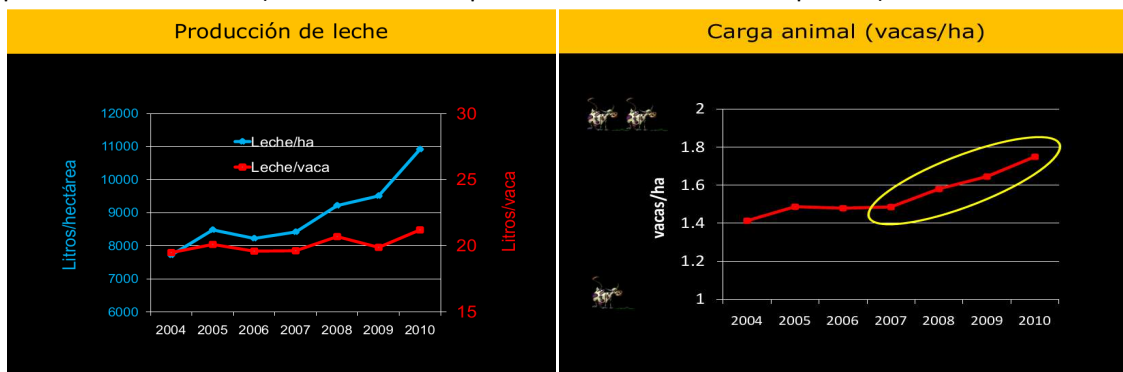 Producción de leche
12000
11000
10000
9000
8000
7000
6000
Litros/hectárea
Leche/ha
Leche/vaca
30
25
20
15
Litros/vaca
2004 2005 2006 2007 2008 2009 2010
Carga animal (vacas/ha)
2
1.8
1.6
1.4
1.2
1
vacas/ha
2004 2005 2006 2007 2008 2009 2010